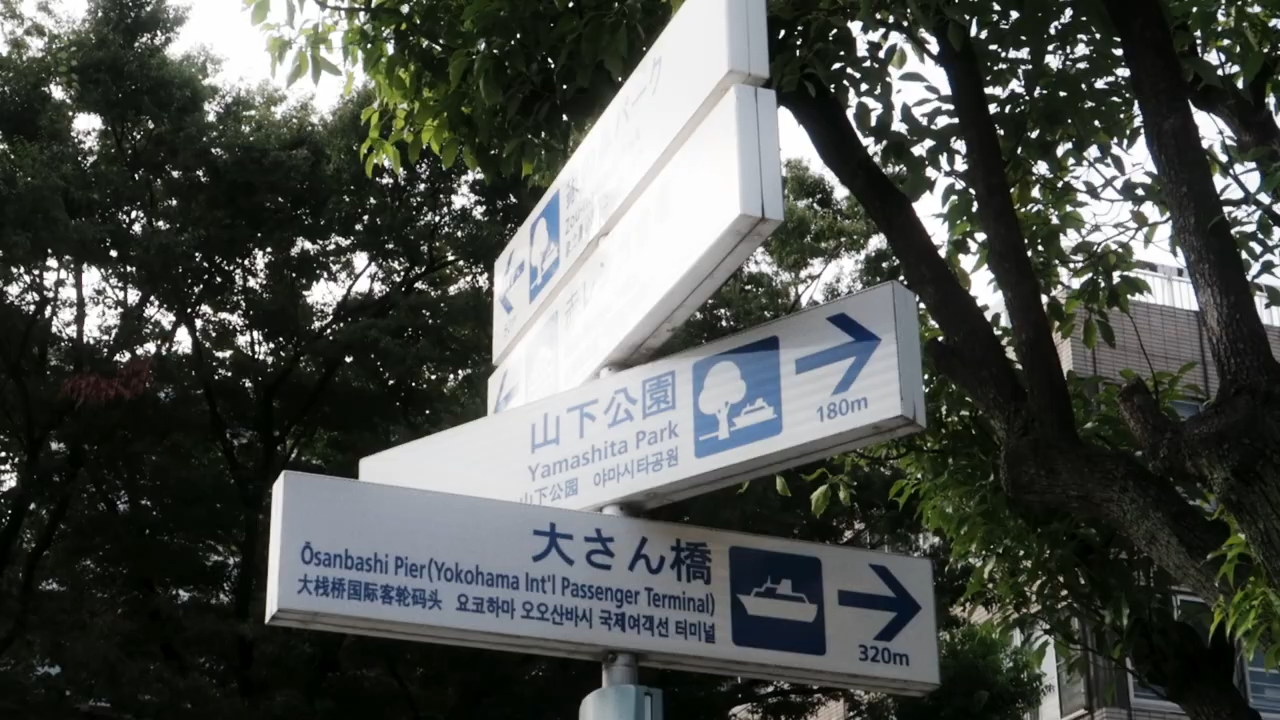 山下公園
Yamashita Park
山下公园 야마시타공원
180m
大さん橋
Ōsanbashi Pier(Yokohama Int'l Passenger Terminal)
大栈桥国际客轮码头 요코하마 오오산바시 국제여객선 터미널
320m